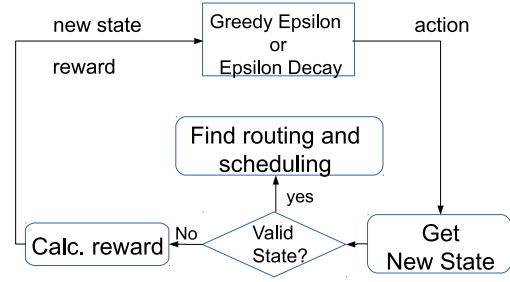 new state
reward
Greedy Epsilon
or
Epsilon Decay
action
Find routing and
scheduling
yes
No
Calc. reward
Valid
State?
Get
New State